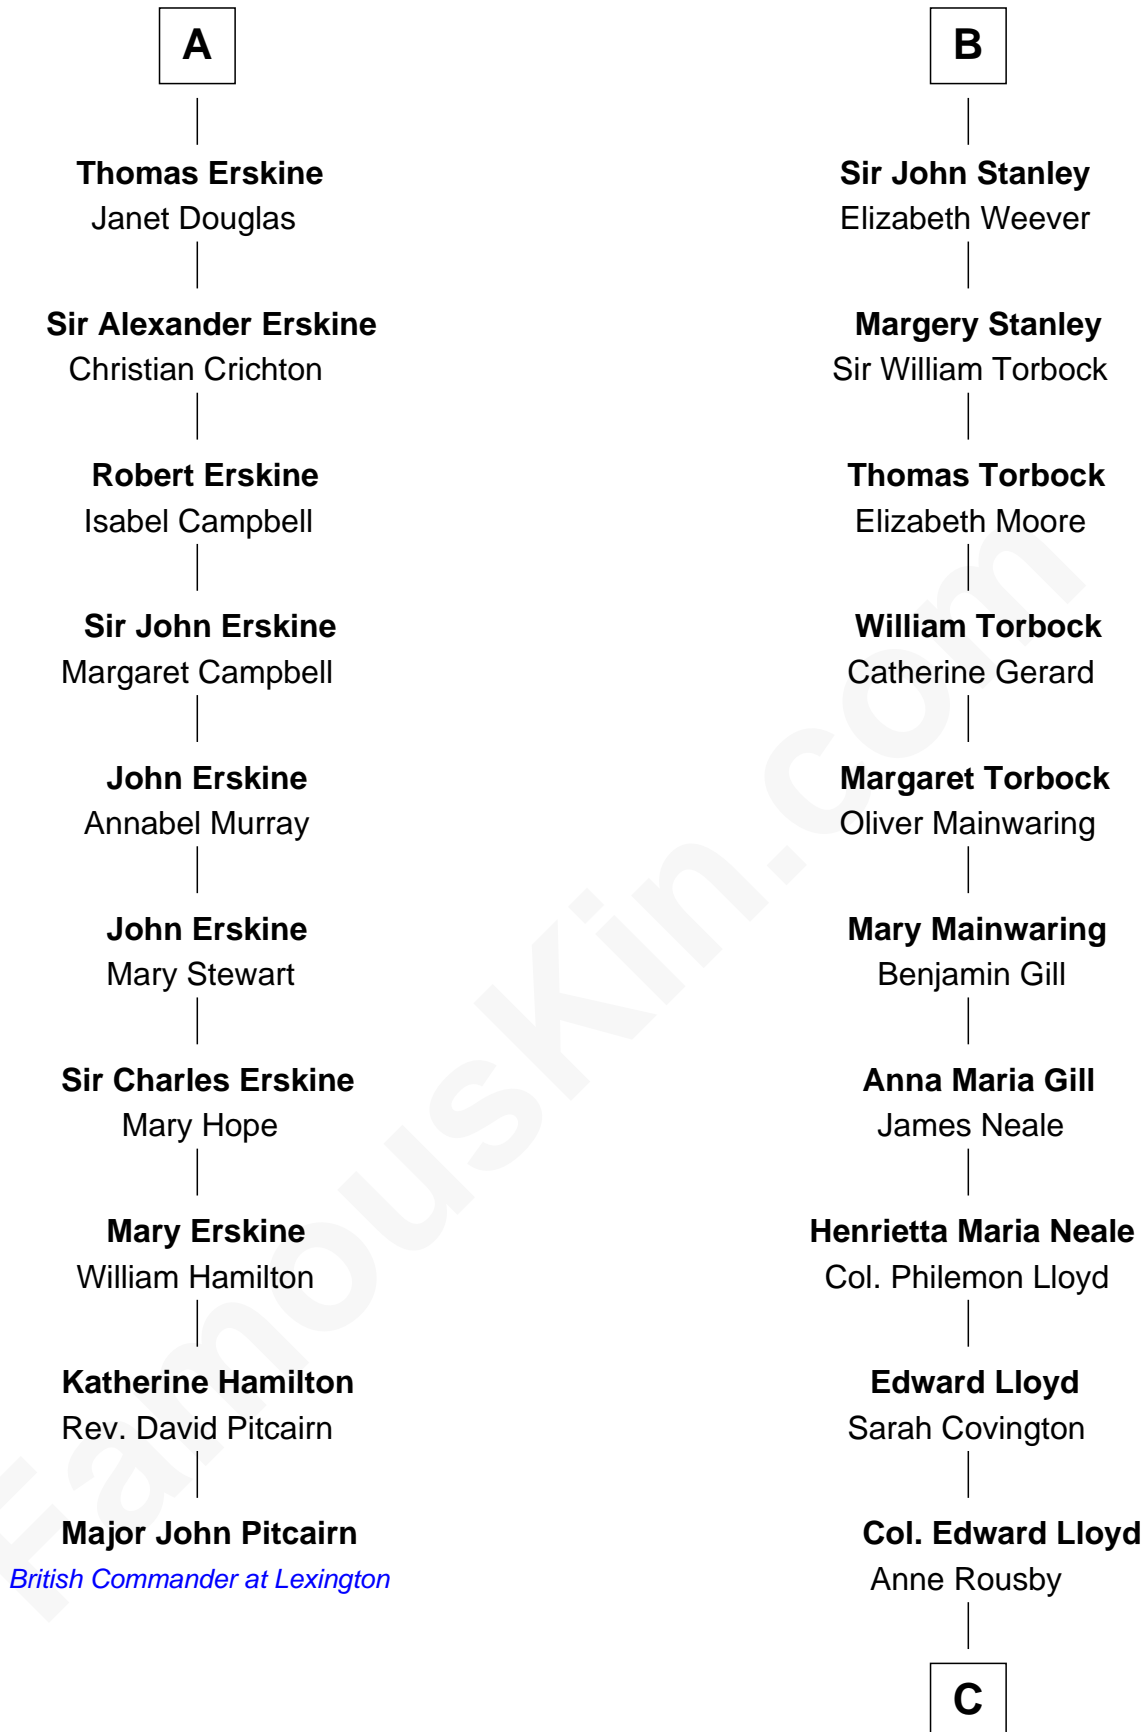 A
Thomas Erskine
Janet Douglas
Sir Alexander Erskine
Christian Crichton
Robert Erskine
Isabel Campbell
Sir John Erskine
Margaret Campbell
John Erskine
Annabel Murray
John Erskine
Mary Stewart
Sir Charles Erskine
Mary Hope
Mary Erskine
William Hamilton
Katherine Hamilton
Rev. David Pitcairn
Major John Pitcairn
British Commander at Lexington
B
Sir John Stanley
Elizabeth Weever
Margery Stanley
Sir William Torbock
Thomas Torbock
Elizabeth Moore
William Torbock
Catherine Gerard
Margaret Torbock
Oliver Mainwaring
Mary Mainwaring
Benjamin Gill
Anna Maria Gill
James Neale
Henrietta Maria Neale
Col. Philemon Lloyd
Edward Lloyd
Sarah Covington
Col. Edward Lloyd
Anne Rousby
C
FamousKin.com